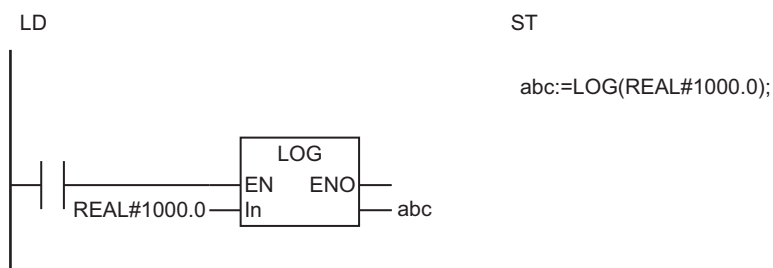 LD
ST
abc:=LOG(REAL#1000.0);
LOG
EN ENO
REAL#1000.0 In abc